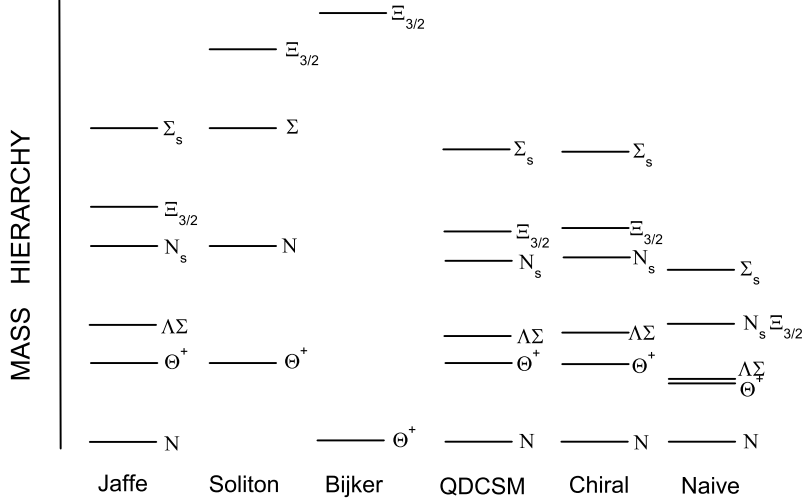 Ξ3/2
Ξ3/2
Σs Σ Σs Σs
Ξ3/2 Ξ3/2 Ξ3/2
Ns N Ns Ns Σs
ΛΣ ΛΣ ΛΣ Ns Ξ3/2
Θ+ Θ+ Θ+ Θ+ ΛΣ
Θ+
N Θ+ N N N
Jaffe Soliton Bijker QDCSM Chiral Naive
MASS HIERARCHY